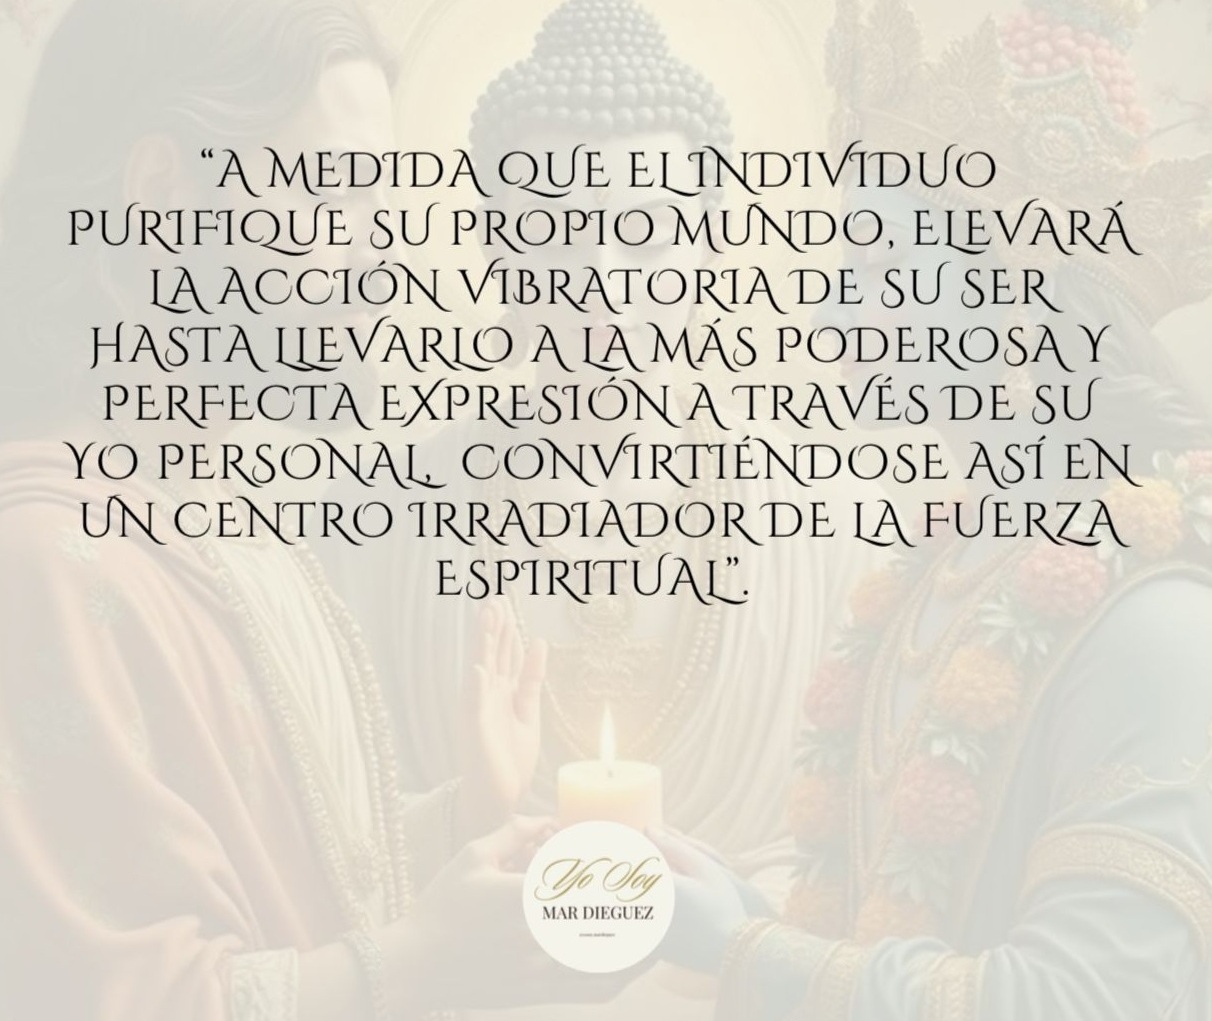 “A MEDIDA QUE EL INDIVIDUO
PURIFIQUE SU PROPIO MUNDO, ELEVARÁ
LA ACCIÓN VIBRATORIA DE SU SER
HASTA LLEVARLO A LA MÁS PODEROSA Y
PERFECTA EXPRESIÓN A TRAVÉS DE SU
YO PERSONAL, CONVIRTIÉNDOSE ASÍ EN
UN CENTRO IRRADIADOR DE LA FUERZA
ESPIRITUAL”.
Yo Soy
MAR DIEGUEZ